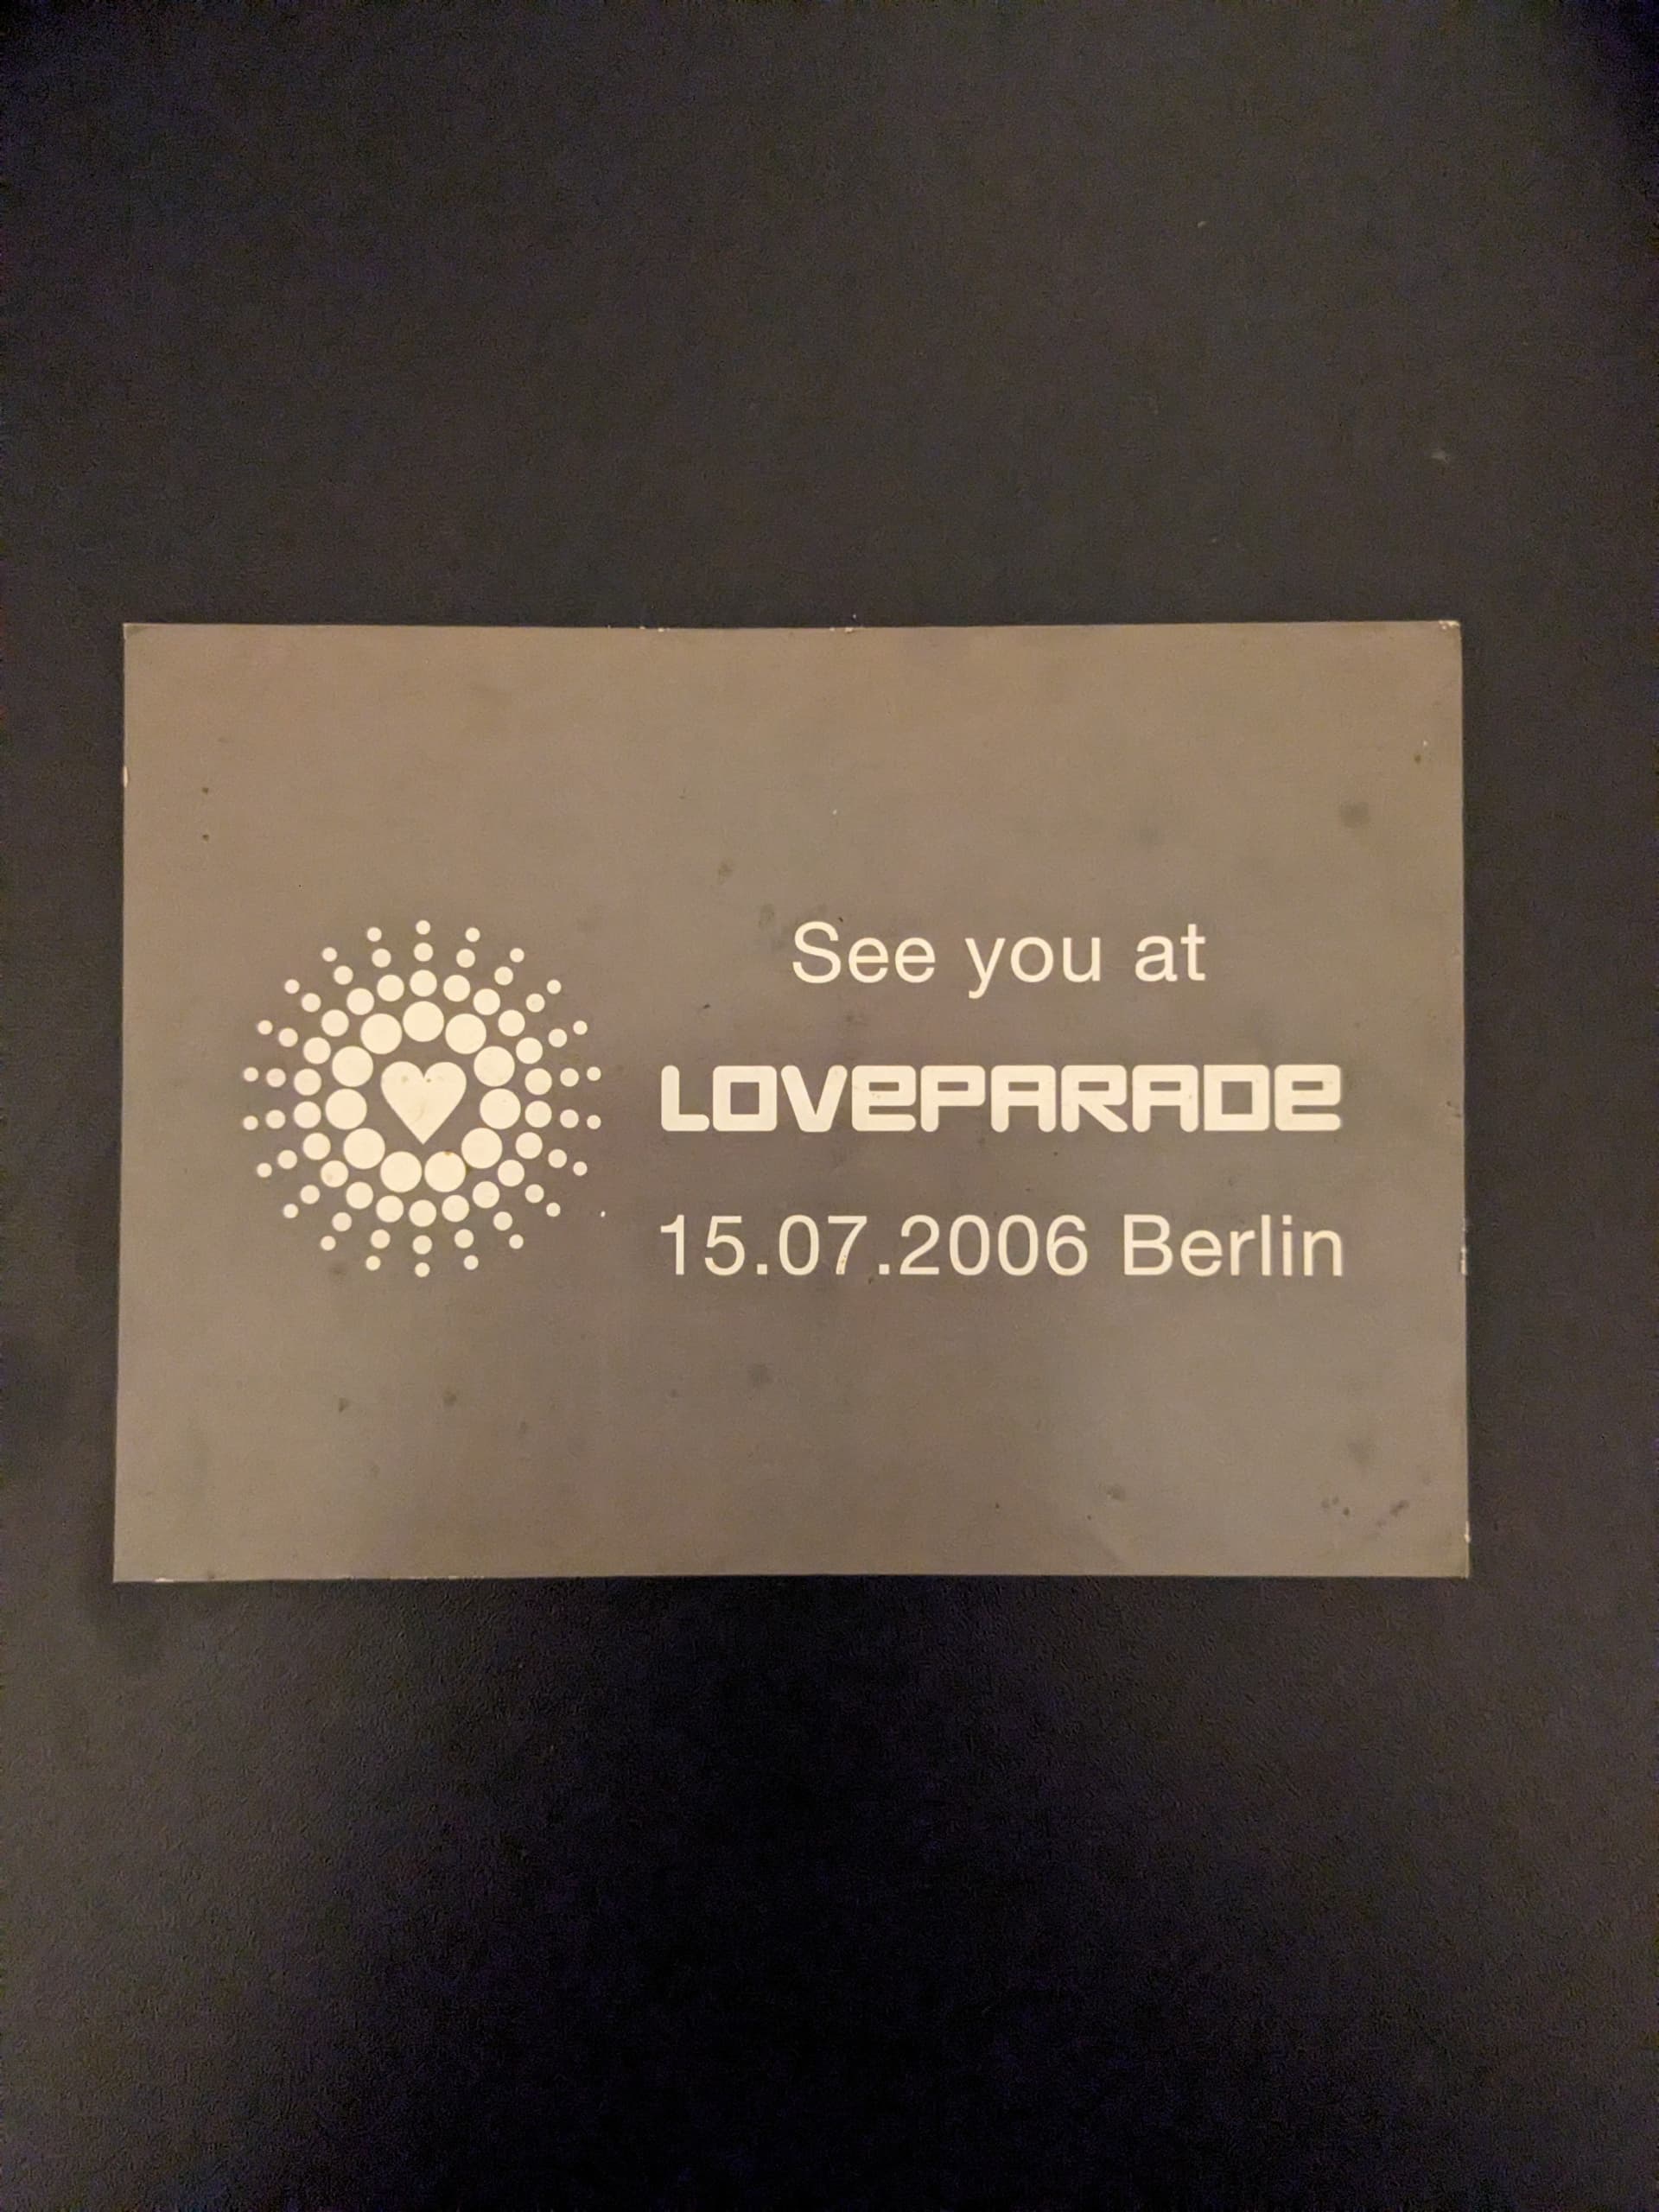 See you at
LOVEPARADE
15.07.2006 Berlin